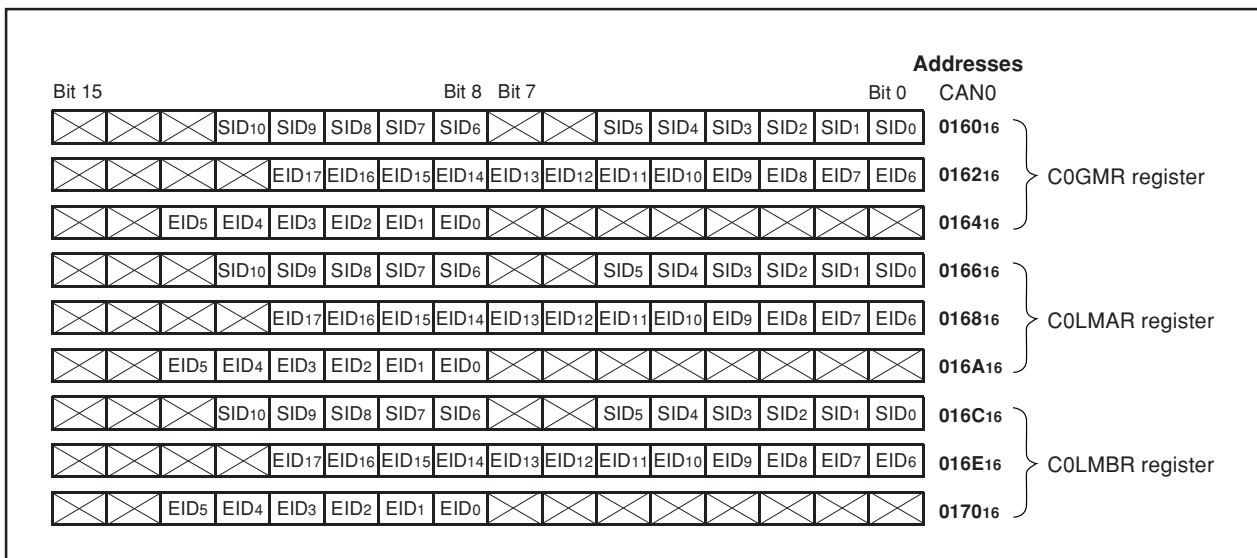 Addresses
Bit 15 Bit 8 Bit 7 Bit 0 CAN0
SID10 SID9 SID8 SID7 SID6 SID5 SID4 SID3 SID2 SID1 SID0 016016
EID17 EID16 EID15 EID14 EID13 EID12 EID11 EID10 EID9 EID8 EID7 EID6 016216 C0GMR register
EID5 EID4 EID3 EID2 EID1 EID0 016416
SID10 SID9 SID8 SID7 SID6 SID5 SID4 SID3 SID2 SID1 SID0 016616
EID17 EID16 EID15 EID14 EID13 EID12 EID11 EID10 EID9 EID8 EID7 EID6 016816 C0LMAR register
EID5 EID4 EID3 EID2 EID1 EID0 016A16
SID10 SID9 SID8 SID7 SID6 SID5 SID4 SID3 SID2 SID1 SID0 016C16
EID17 EID16 EID15 EID14 EID13 EID12 EID11 EID10 EID9 EID8 EID7 EID6 016E16 C0LMBR register
EID5 EID4 EID3 EID2 EID1 EID0 017016